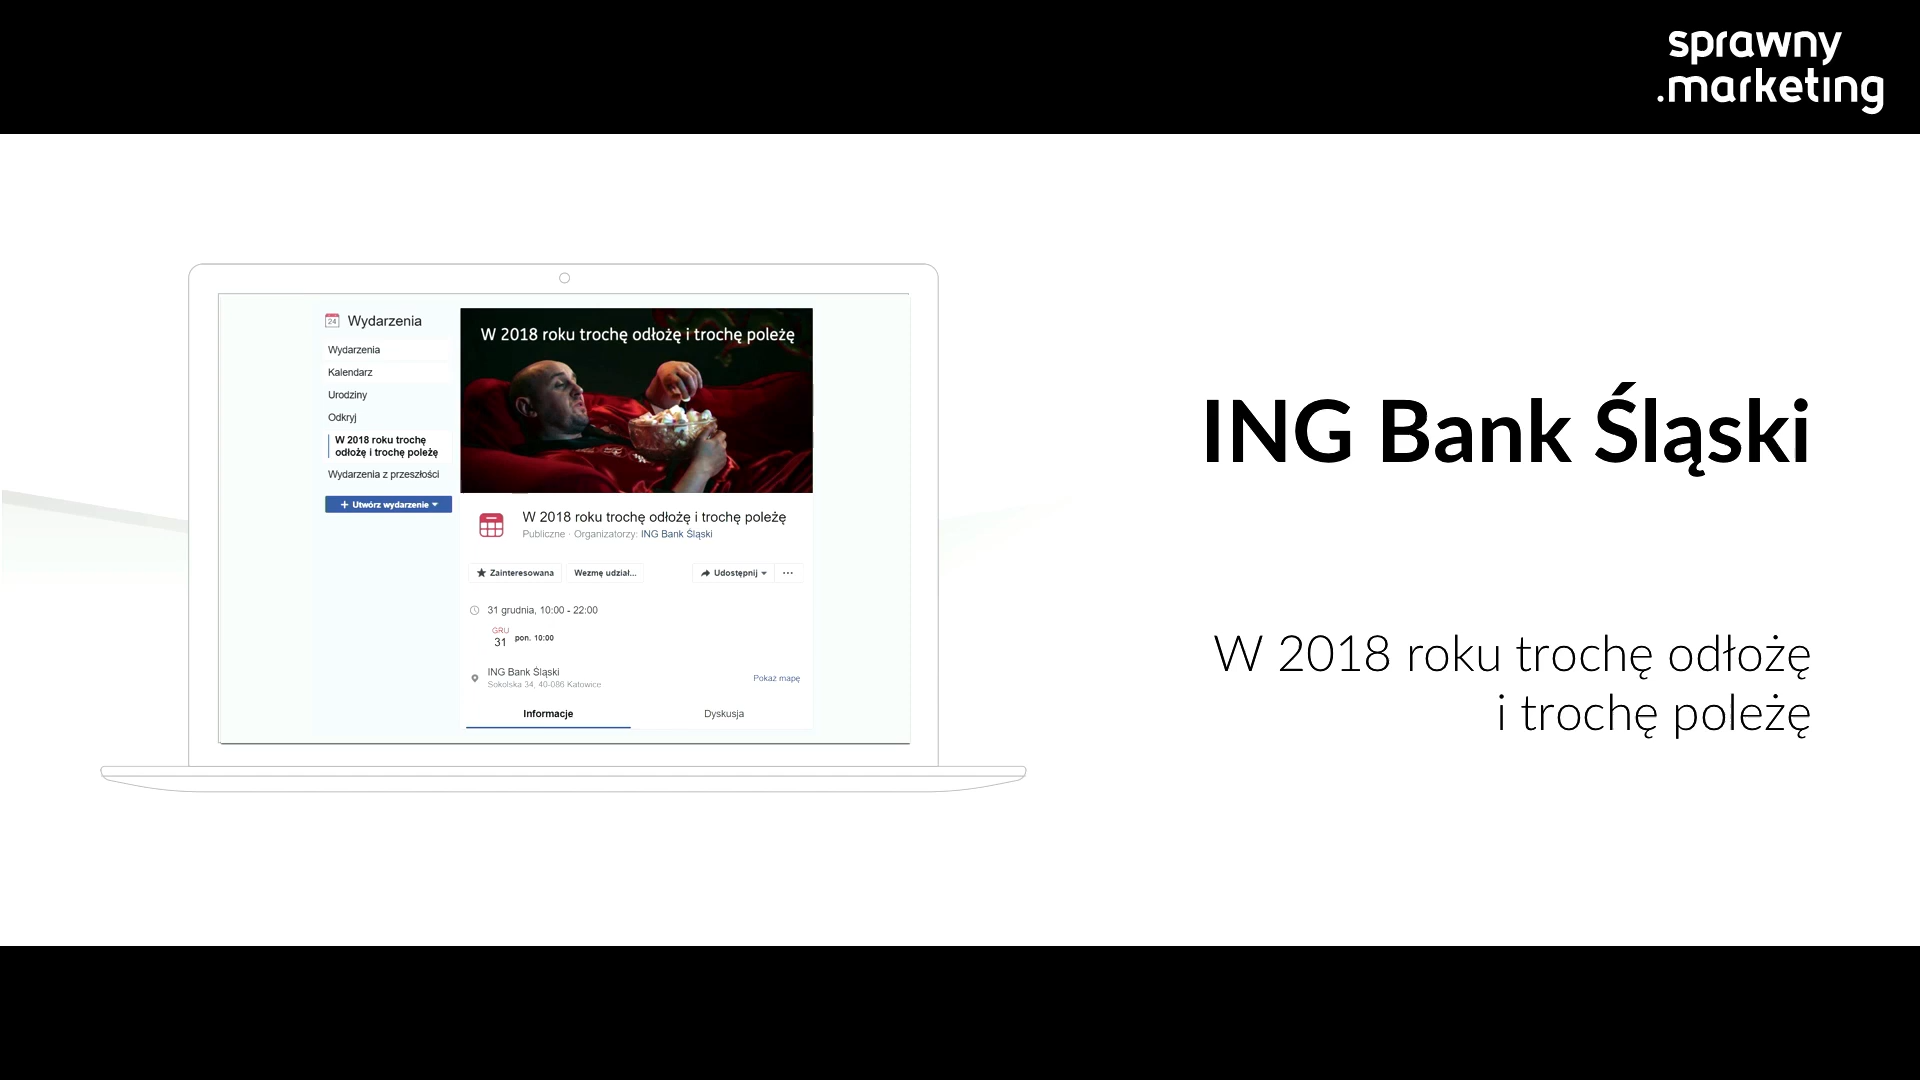 sprawny
.marketing
24 Wydarzenia
Wydarzenia
Kalendarz
Urodziny
Odkryj
W 2018 roku trochę
odłożę i trochę poleżę
Wydarzenia z przeszłości
+ Utwórz wydarzenie
W 2018 roku trochę odłożę i trochę poleżę
W 2018 roku trochę odłożę i trochę poleżę
Publiczne · Organizatorzy: ING Bank Śląski
Zainteresowana Wezmę udział... Udostępnij ...
31 grudnia, 10:00 - 22:00
GRU
31 pon. 10:00
ING Bank Śląski
Sokolska 34, 40-086 Katowice
Pokaż mapę
Informacje Dyskusja
ING Bank Śląski
W 2018 roku trochę odłożę
i trochę poleżę